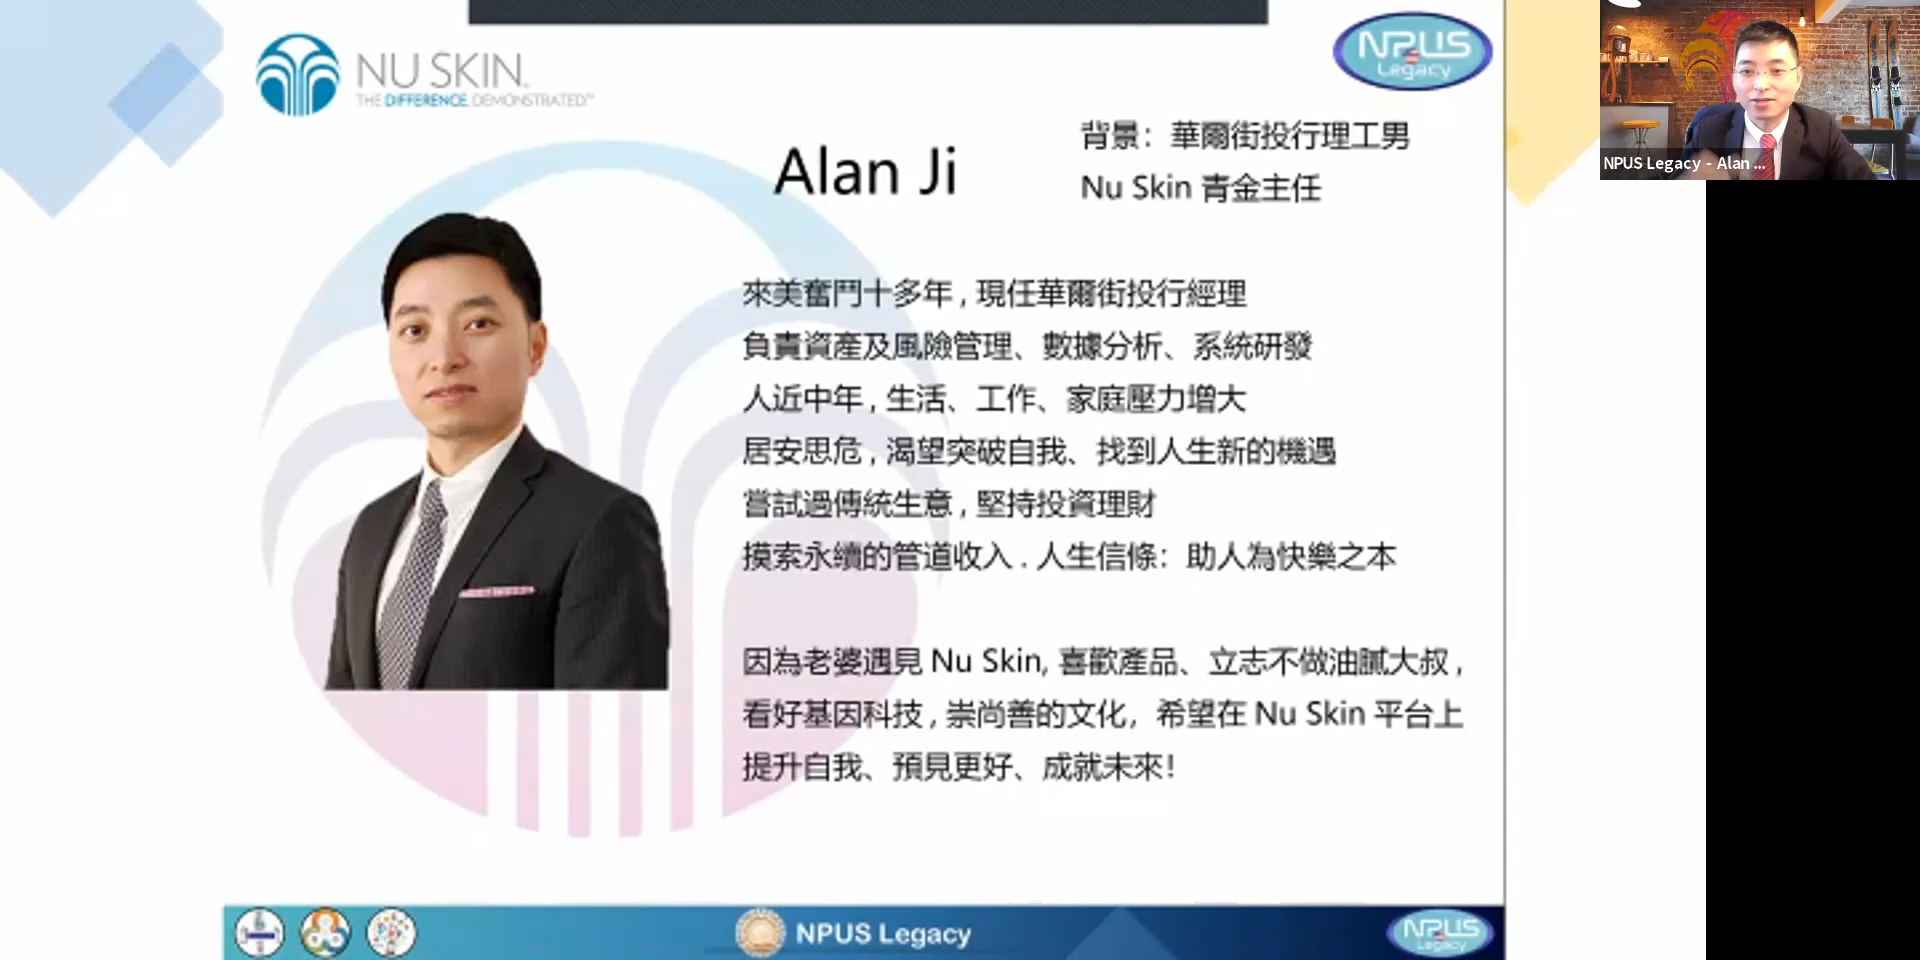 NU SKIN
THE DIFFERENCE. DEMONSTRATED.™
NPUS
Legacy
Alan Ji
背景：華爾街投行理工男
Nu Skin 青金主任
來美奮鬥十多年 , 現任華爾街投行經理
負責資產及風險管理、數據分析、系統研發
人近中年 , 生活、工作、家庭壓力增大
居安思危 , 渴望突破自我、找到人生新的機遇
嘗試過傳統生意 , 堅持投資理財
摸索永續的管道收入 . 人生信條：助人為快樂之本
因為老婆遇見 Nu Skin, 喜歡產品、立志不做油膩大叔 ,
看好基因科技 , 崇尚善的文化，希望在 Nu Skin 平台上
提升自我、預見更好、成就未來！
NPUS Legacy - Alan ...
NPUS Legacy
NPUS
Legacy